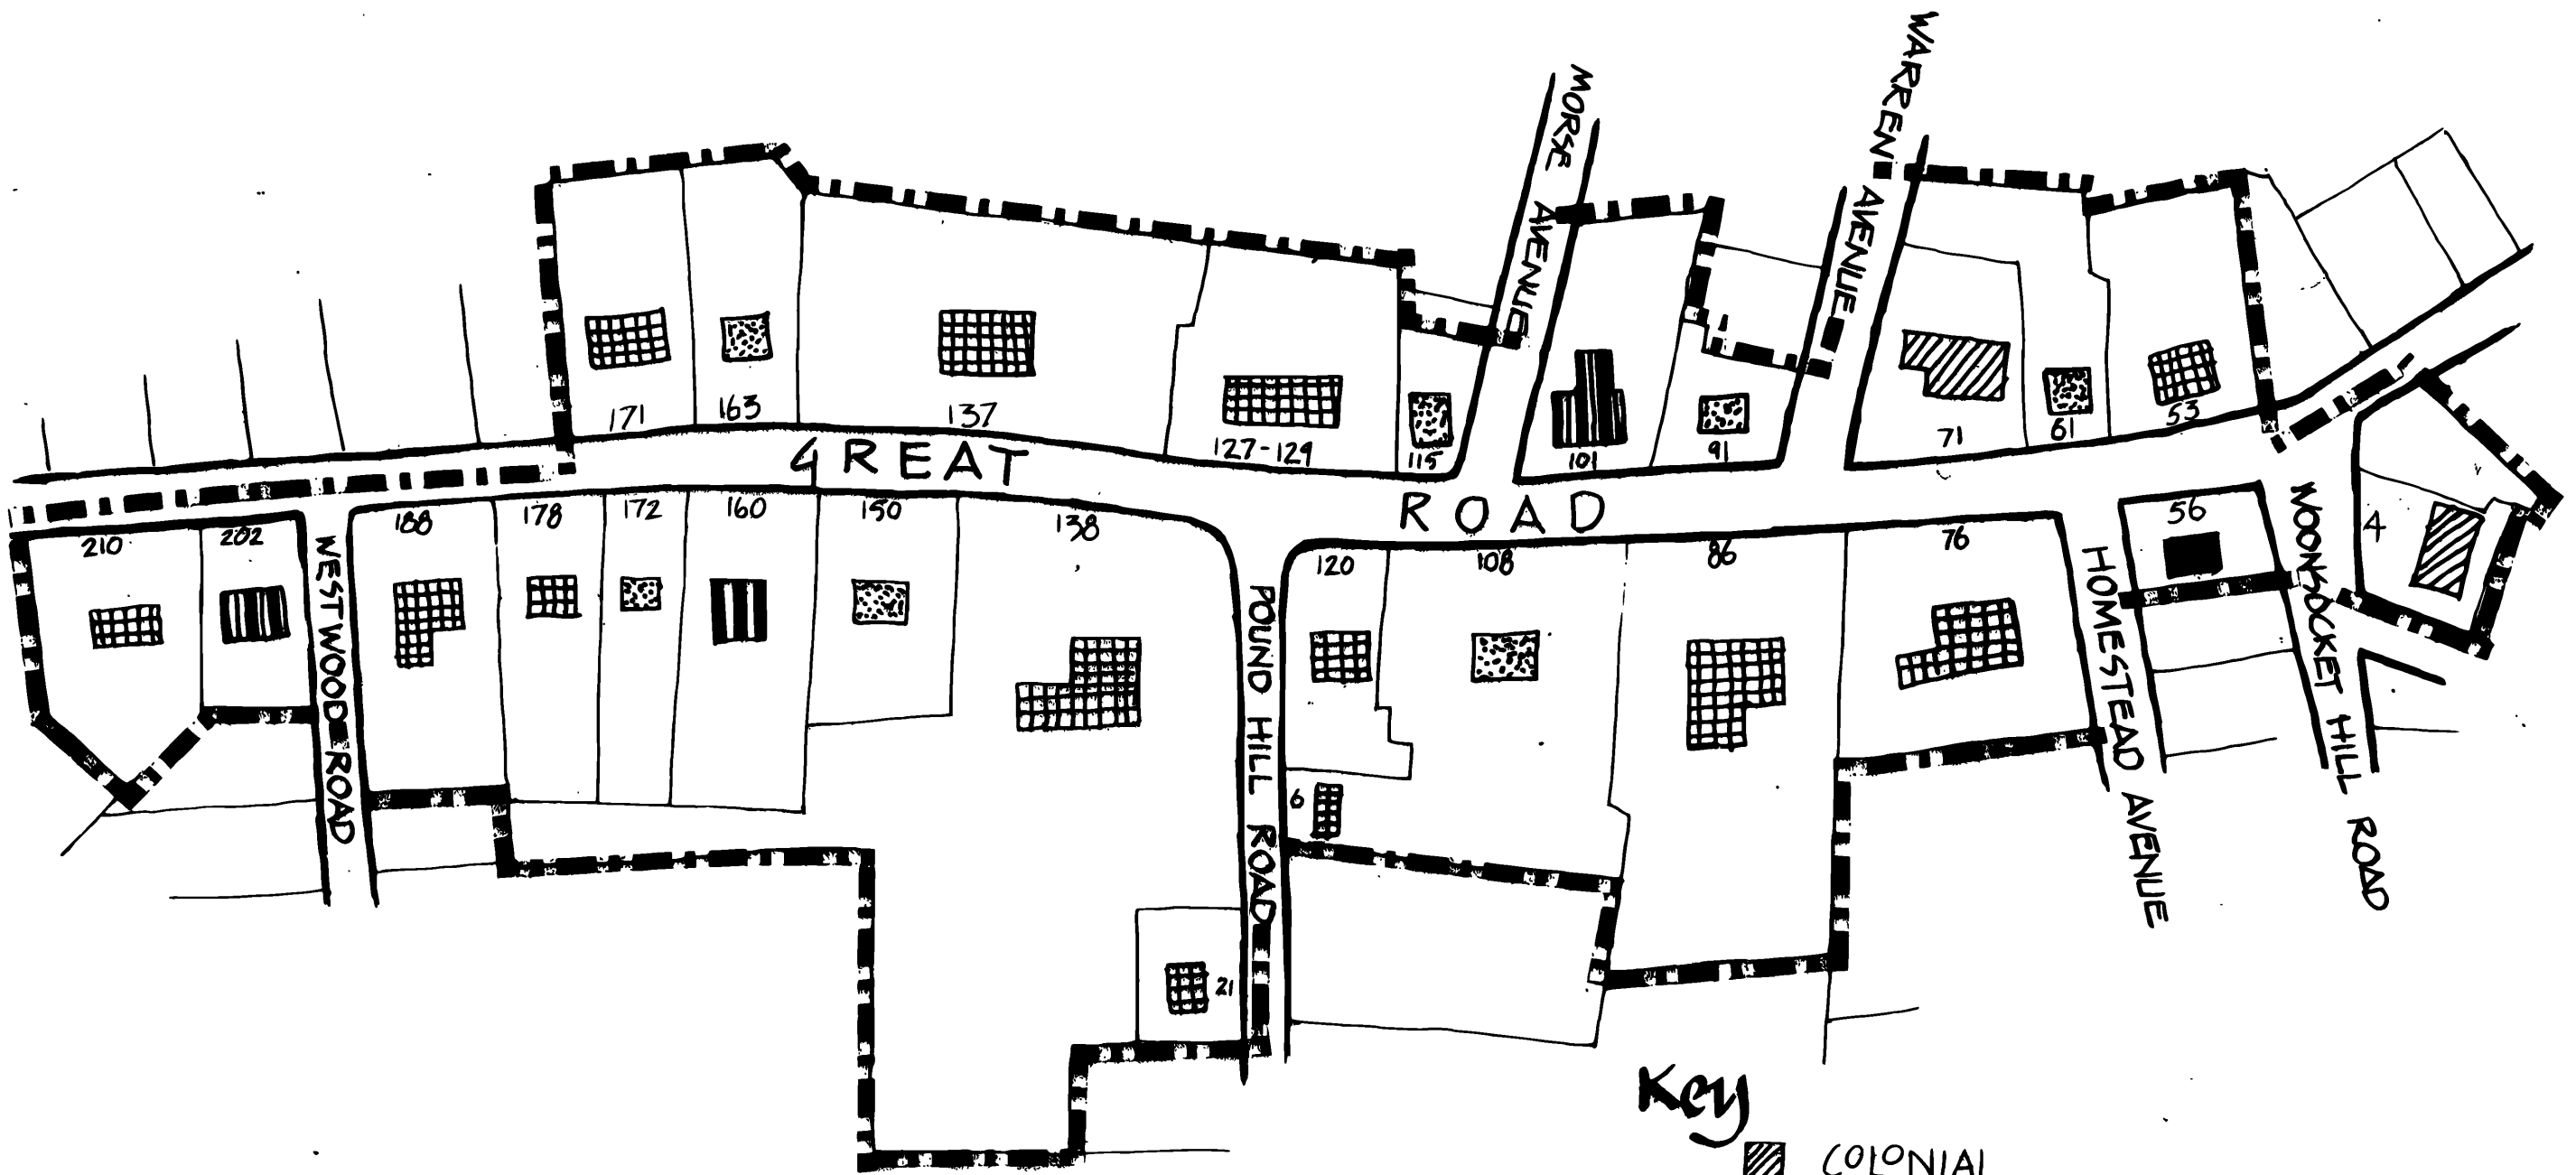 WARREN AVENUE
MORSE AVENUE
171
163
137
127-129
115
101
91
71
61
53
GREAT ROAD
210
202
188
178
172
160
150
138
120
108
86
76
56
4
6
21
WESTWOOD ROAD
POUND HILL ROAD
HOMESTEAD AVENUE
WOONSOCKET HILL ROAD
Key
COLONIAL